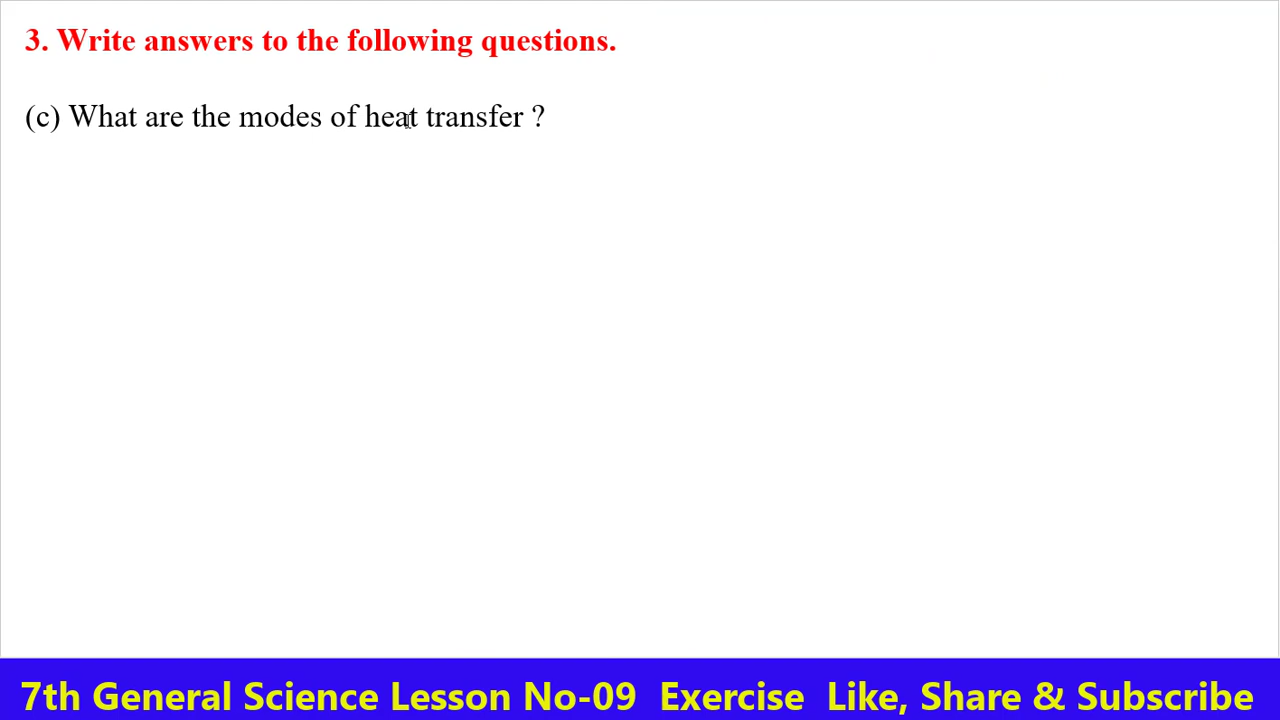 3. Write answers to the following questions.
(c) What are the modes of heat transfer ?
7th General Science Lesson No-09 Exercise Like, Share & Subscribe